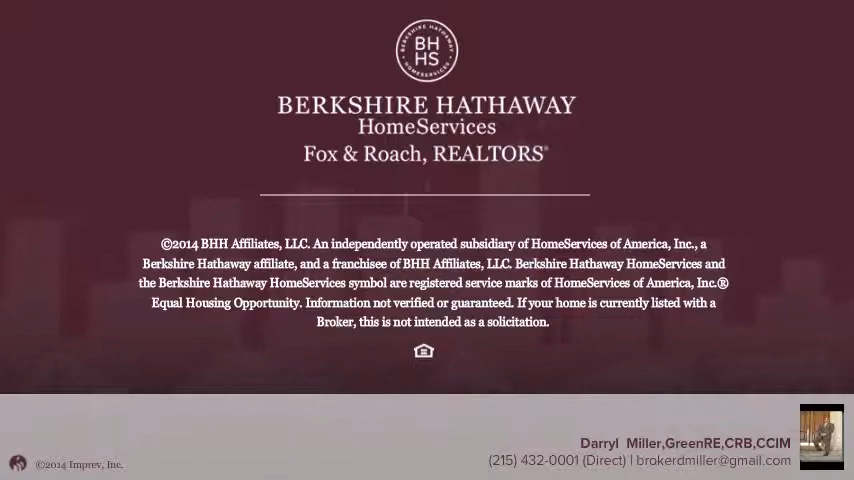 BERKSHIRE HATHAWAY
HOMESERVICES
BH
HS
BERKSHIRE HATHAWAY
HomeServices
Fox & Roach, REALTORS®
©2014 BHH Affiliates, LLC. An independently operated subsidiary of HomeServices of America, Inc., a
Berkshire Hathaway affiliate, and a franchisee of BHH Affiliates, LLC. Berkshire Hathaway HomeServices and
the Berkshire Hathaway HomeServices symbol are registered service marks of HomeServices of America, Inc.®
Equal Housing Opportunity. Information not verified or guaranteed. If your home is currently listed with a
Broker, this is not intended as a solicitation.
Darryl Miller,GreenRE,CRB,CCIM
(215) 432-0001 (Direct) | brokerdmiller@gmail.com
©2014 Imprev, Inc.